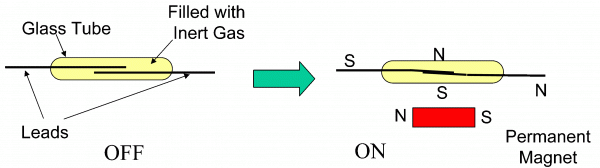 Glass Tube
Filled with
Inert Gas
Leads
OFF
S
N
S
N
N
S
ON
Permanent
Magnet